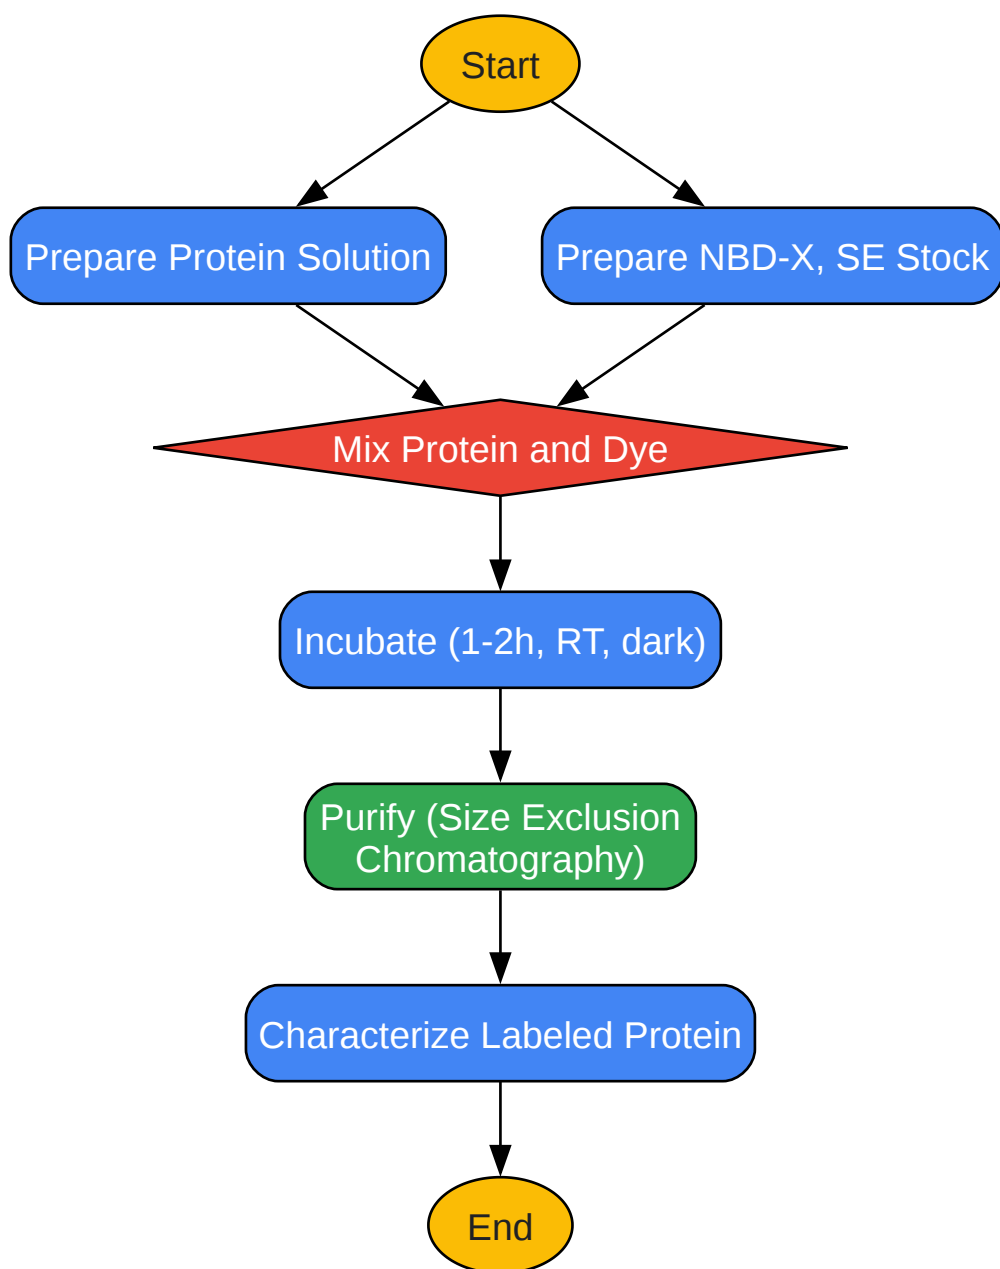 Start
Prepare Protein Solution
Prepare NBD-X, SE Stock
Mix Protein and Dye
Incubate (1-2h, RT, dark)
Purify (Size Exclusion
Chromatography)
Characterize Labeled Protein
End